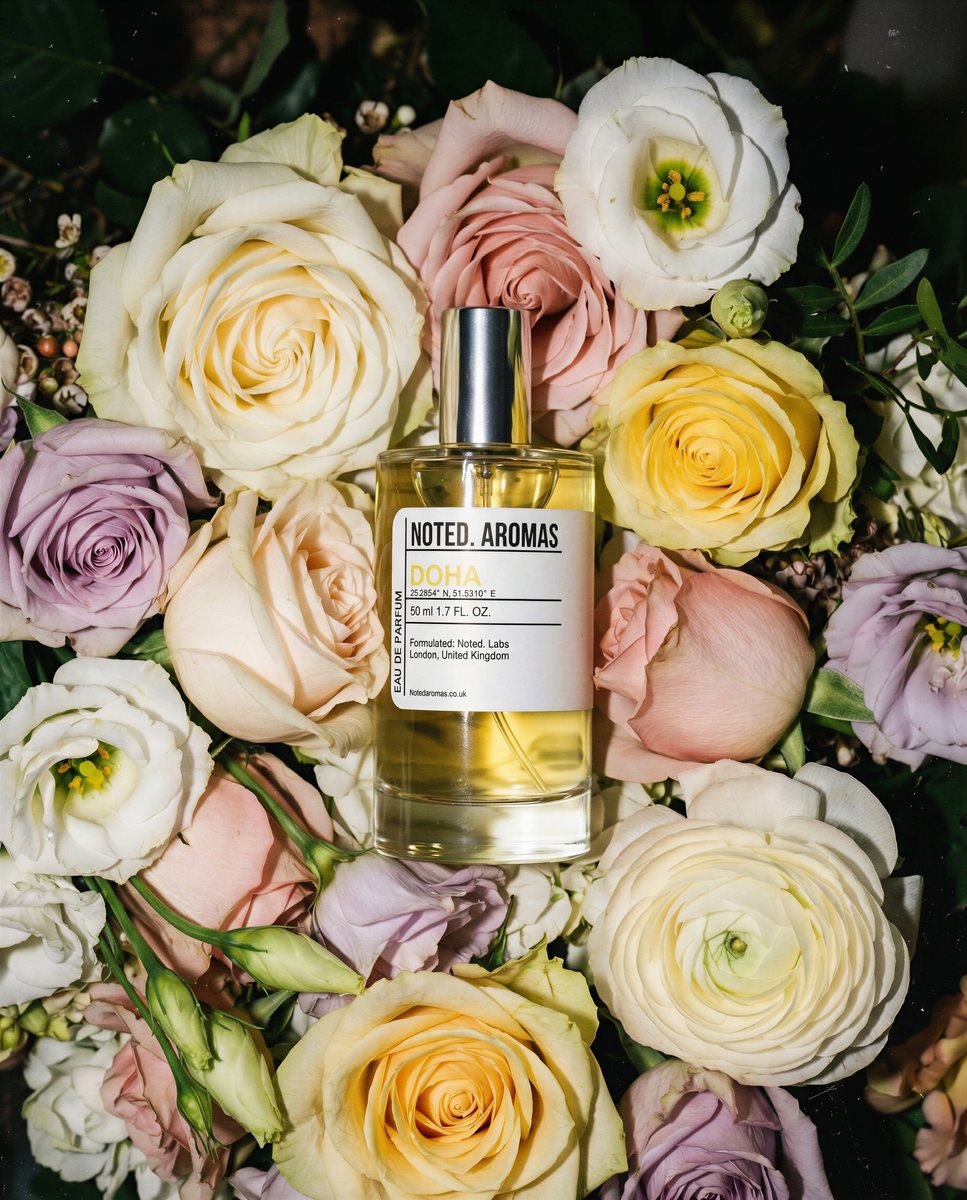 NOTED. AROMAS
DOHA
25.2854° N, 51.5310° E
50 ml 1.7 FL. OZ.
Formulated: Noted. Labs
London, United Kingdom
Notedaromas.co.uk
EAU DE PARFUM